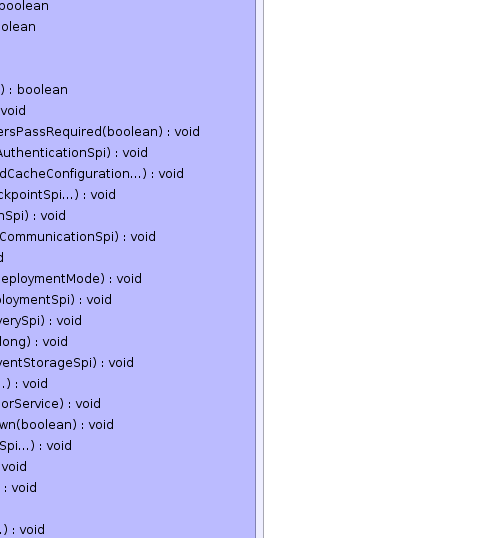 boolean
olean
) : boolean
void
ersPassRequired(boolean) : void
AuthenticationSpi) : void
dCacheConfiguration...) : void
ckpointSpi...) : void
nSpi) : void
CommunicationSpi) : void
d
eploymentMode) : void
ploymentSpi) : void
verySpi) : void
long) : void
ventStorageSpi) : void
.) : void
orService) : void
wn(boolean) : void
Spi...) : void
void
: void
.) : void